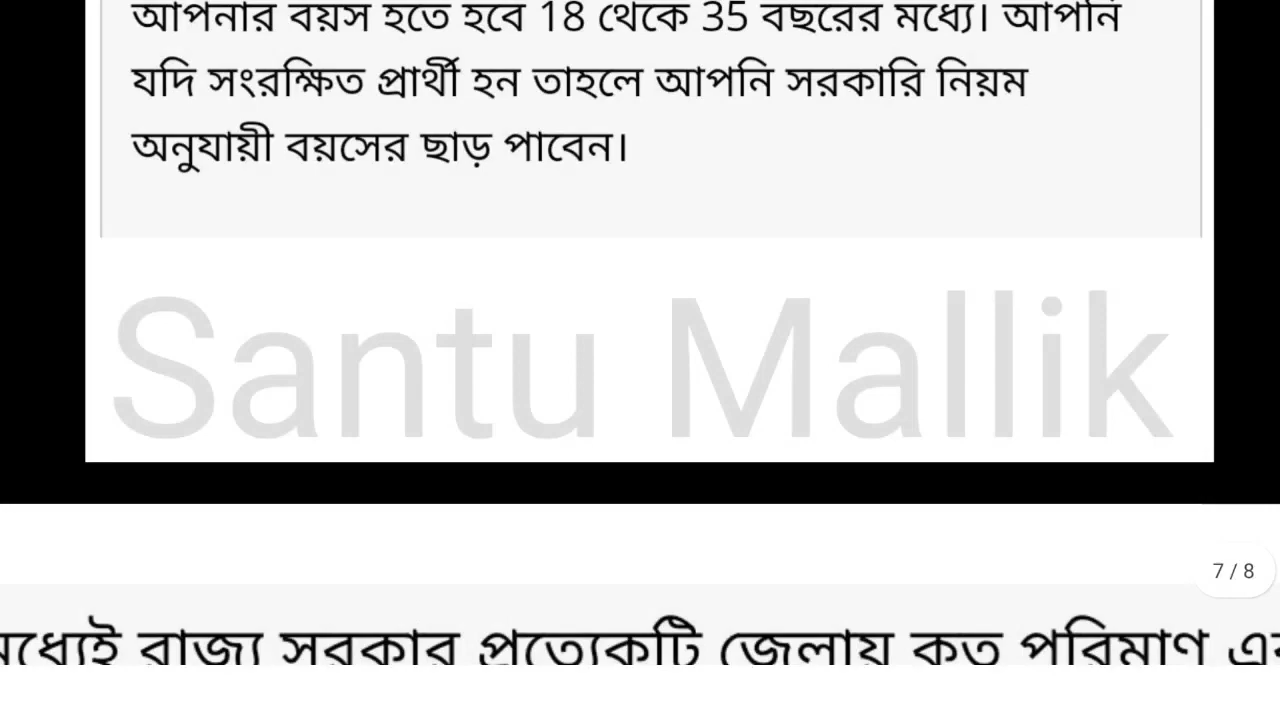 আপনার বয়স হতে হবে 18 থেকে 35 বছরের মধ্যে। আপনি
যদি সংরক্ষিত প্রার্থী হন তাহলে আপনি সরকারি নিয়ম
অনুযায়ী বয়সের ছাড় পাবেন।
Santu Mallik
7 / 8
মধ্যেই রাজ্য সরকার প্রত্যেকটি জেলায় কত পরিমাণ